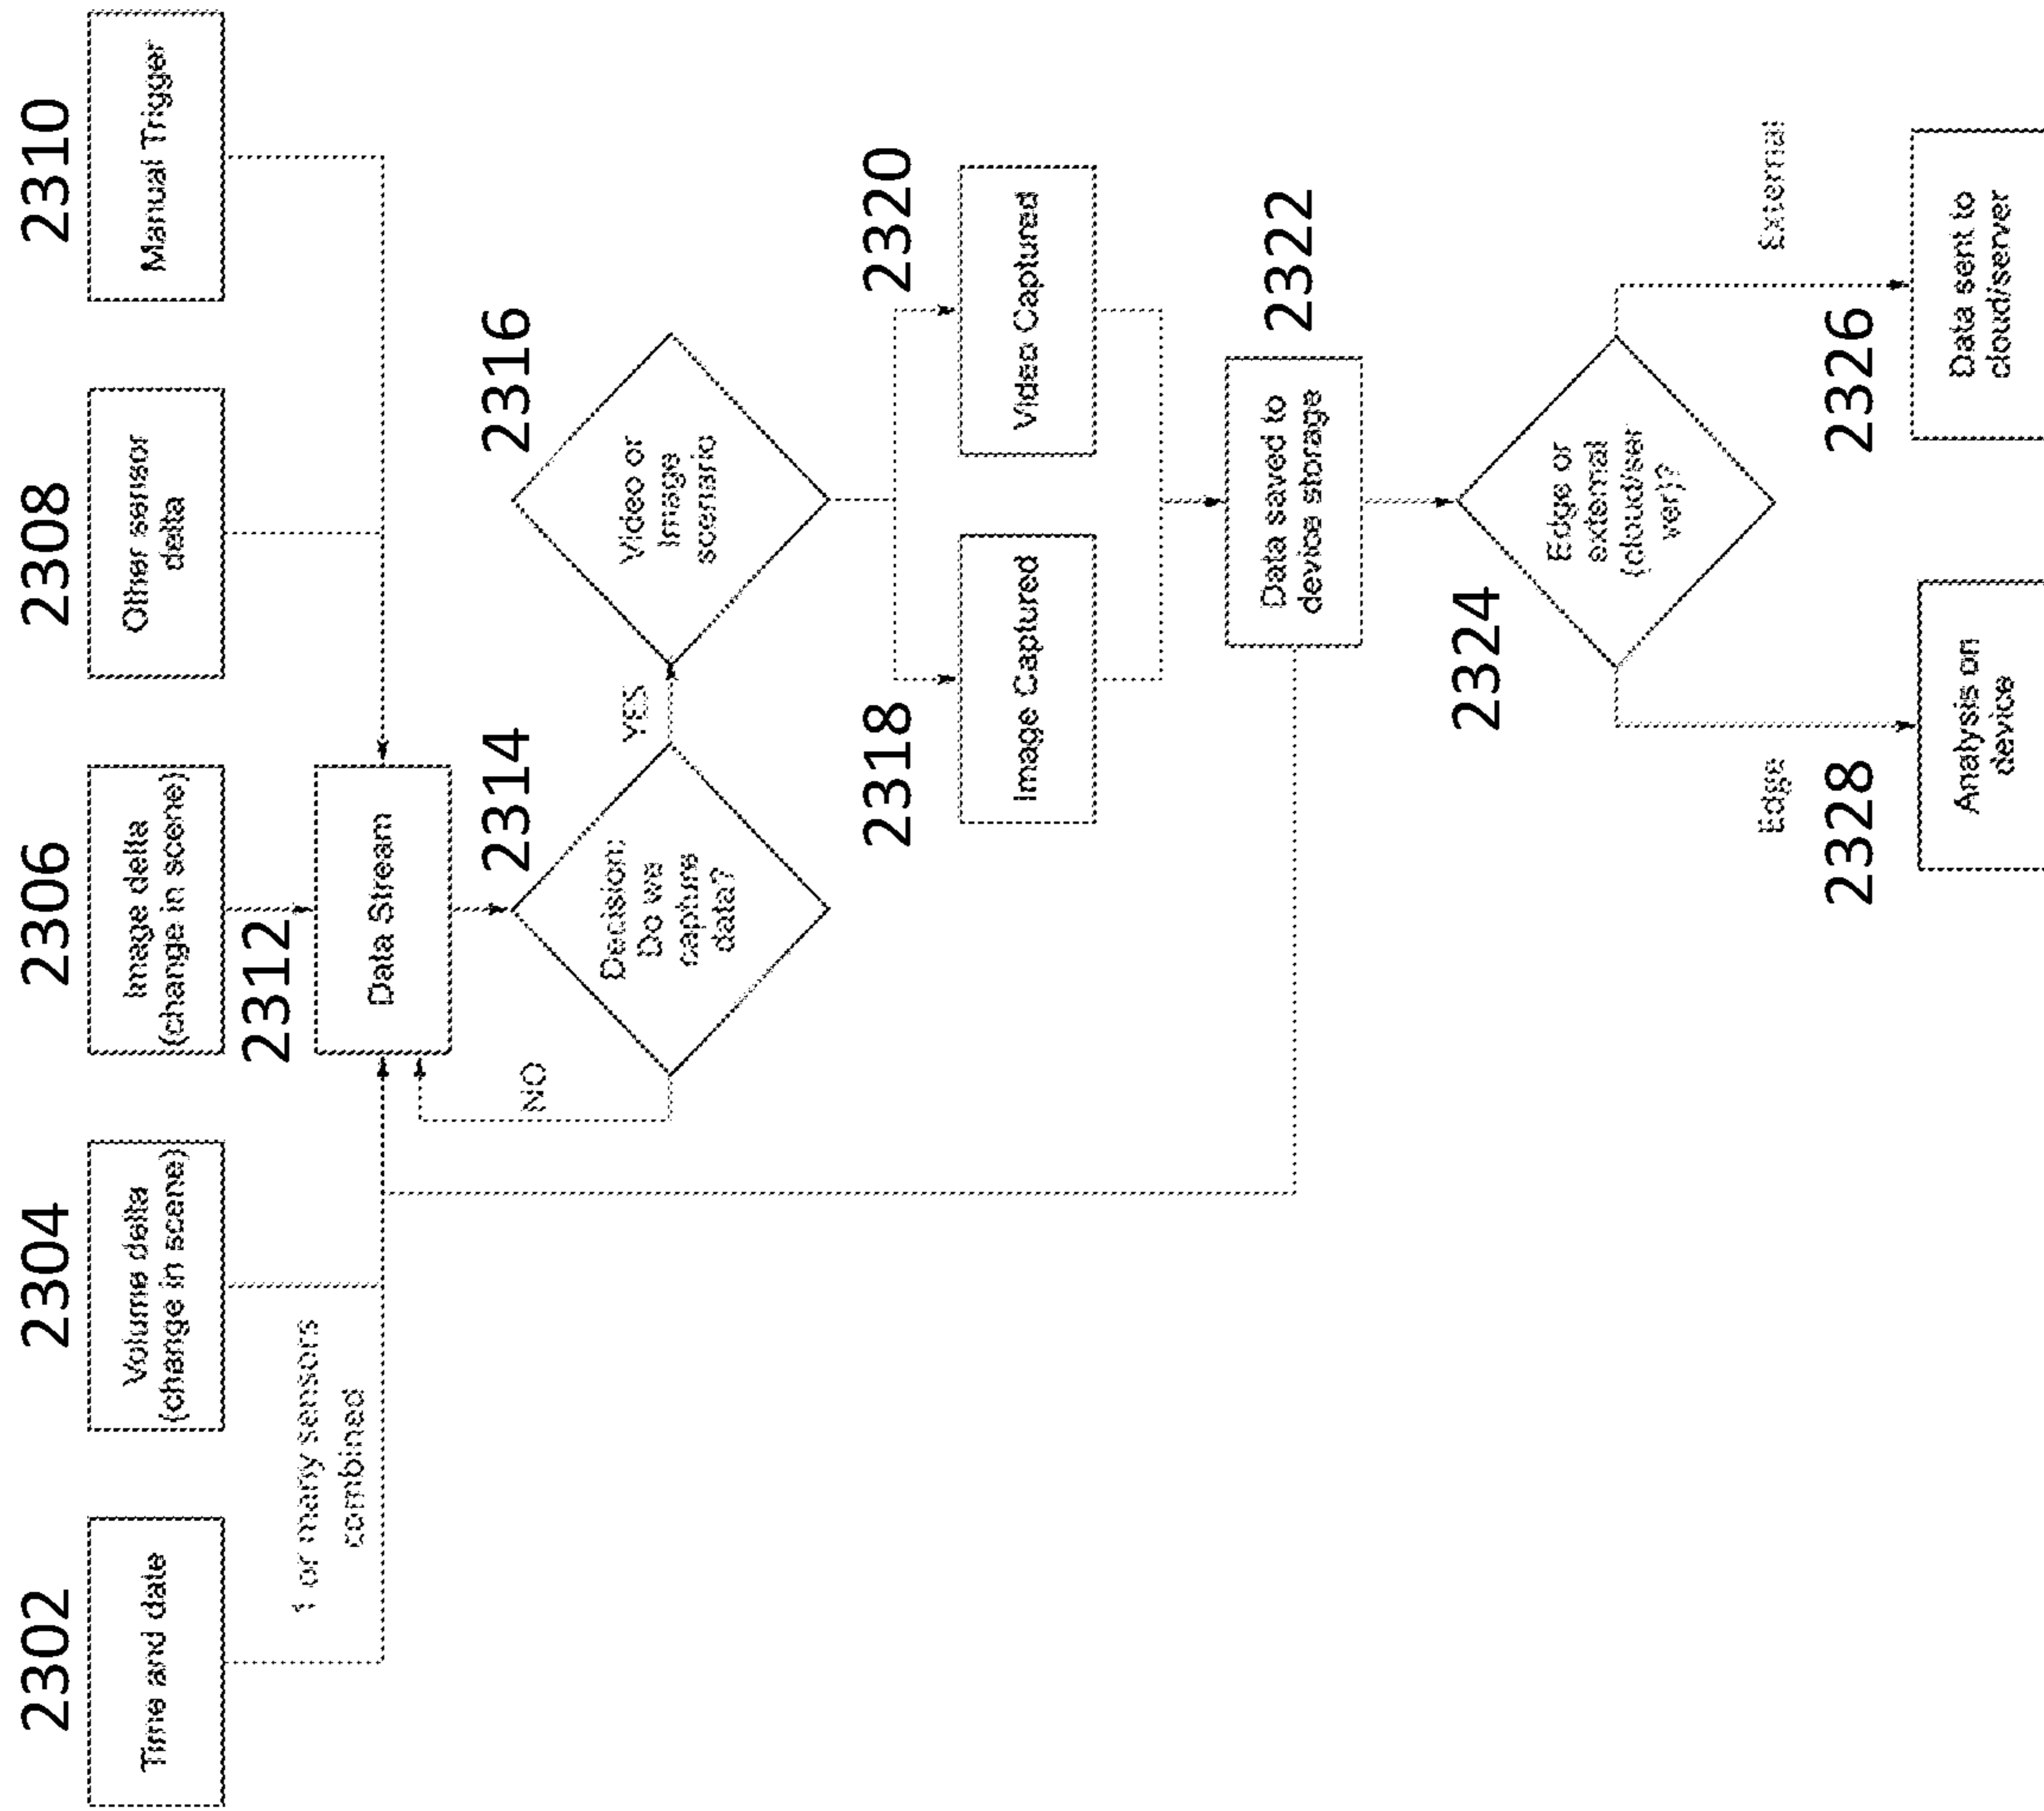 2302
Time and date
2304
Volume delta
(change in scene)
2306
Image delta
(change in scene)
2308
Other sensor
delta
2310
Manual Trigger
1 or many sensors
combined
2312
Data Stream
2314
Decision:
Do we
capture
data?
NO
YES
2316
Video or
Image
scenario
2318
Image Captured
2320
Video Captured
2322
Data saved to
device storage
2324
Edge or
external
(cloud/ser
ver)?
Edge
External
2328
Analysis on
device
2326
Data sent to
cloud/server